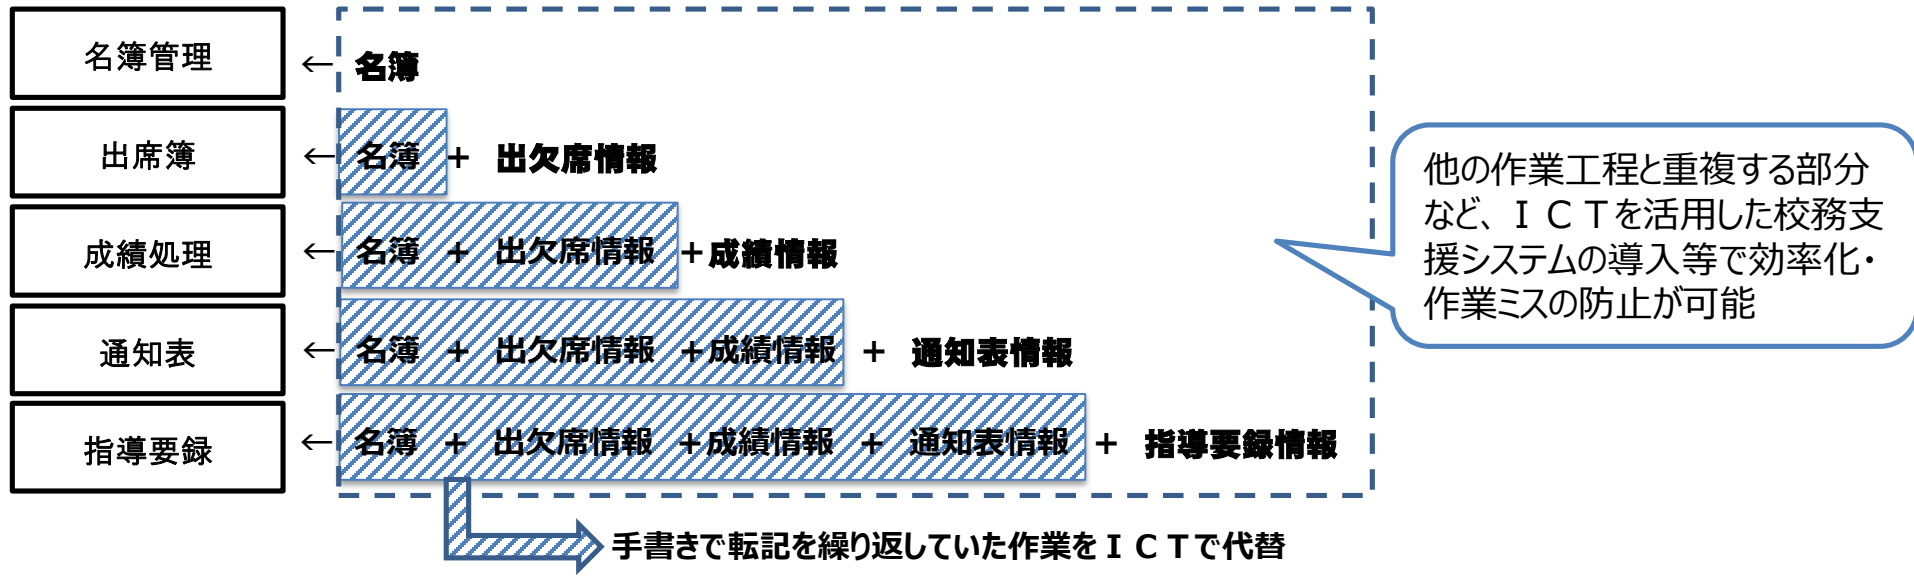 名簿管理 ← 名簿
出席簿 ← 名簿 + 出欠席情報
成績処理 ← 名簿 + 出欠席情報 +成績情報
通知表 ← 名簿 + 出欠席情報 +成績情報 + 通知表情報
指導要録 ← 名簿 + 出欠席情報 +成績情報 + 通知表情報 + 指導要録情報
他の作業工程と重複する部分
など、ＩＣＴを活用した校務支
援システムの導入等で効率化・
作業ミスの防止が可能
手書きで転記を繰り返していた作業をＩＣＴで代替